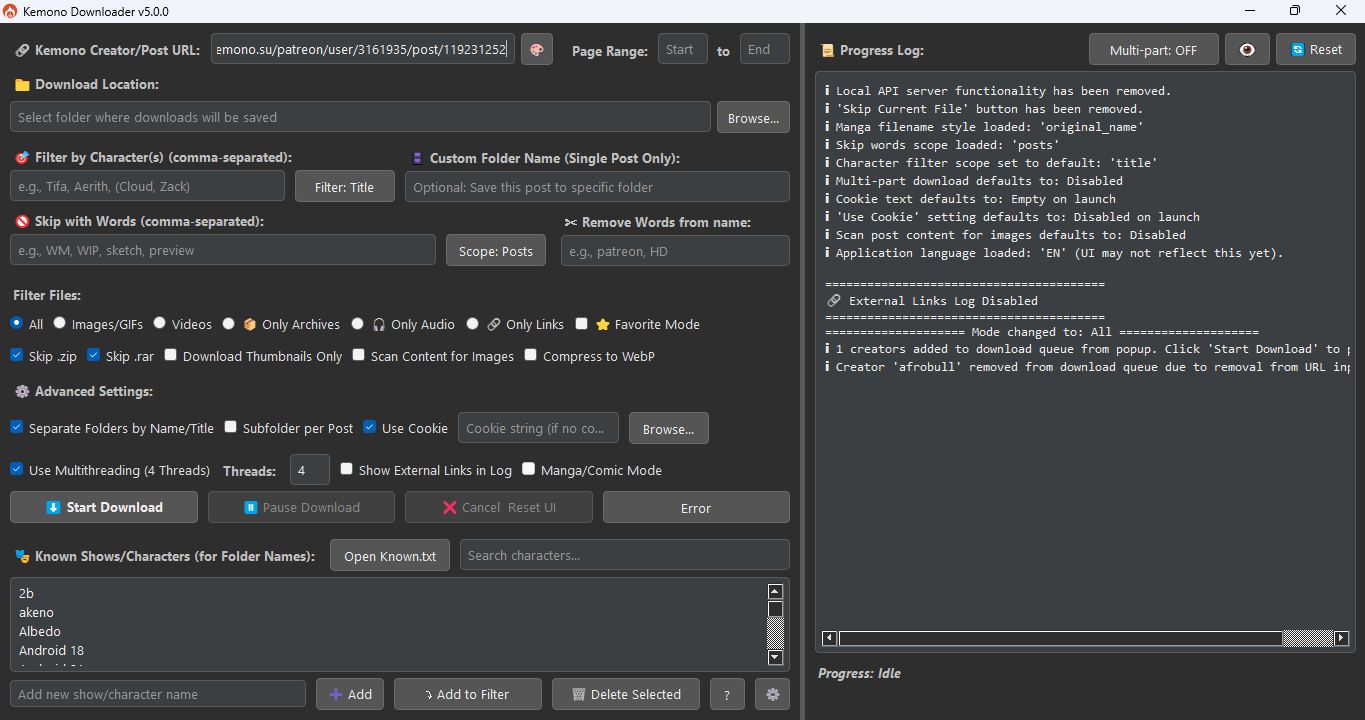 Kemono Downloader v5.0.0
Kemono Creator/Post URL: emono.su/patreon/user/3161935/post/119231252 Page Range: Start to End
Download Location:
Select folder where downloads will be saved Browse...
Filter by Character(s) (comma-separated): Custom Folder Name (Single Post Only):
e.g., Tifa, Aerith, (Cloud, Zack) Filter: Title Optional: Save this post to specific folder
Skip with Words (comma-separated): Remove Words from name:
e.g., WM, WIP, sketch, preview Scope: Posts e.g., patreon, HD
Filter Files:
All Images/GIFs Videos Only Archives Only Audio Only Links Favorite Mode
Skip .zip Skip .rar Download Thumbnails Only Scan Content for Images Compress to WebP
Advanced Settings:
Separate Folders by Name/Title Subfolder per Post Use Cookie Cookie string (if no co... Browse...
Use Multithreading (4 Threads) Threads: 4 Show External Links in Log Manga/Comic Mode
Start Download Pause Download Cancel Reset UI Error
Known Shows/Characters (for Folder Names): Open Known.txt Search characters...
2b
akeno
Albedo
Android 18
Add new show/character name Add Add to Filter Delete Selected ?
Progress Log: Multi-part: OFF Reset
Local API server functionality has been removed.
'Skip Current File' button has been removed.
Manga filename style loaded: 'original_name'
Skip words scope loaded: 'posts'
Character filter scope set to default: 'title'
Multi-part download defaults to: Disabled
Cookie text defaults to: Empty on launch
'Use Cookie' setting defaults to: Disabled on launch
Scan post content for images defaults to: Disabled
Application language loaded: 'EN' (UI may not reflect this yet).
========================================
External Links Log Disabled
========================================
==================== Mode changed to: All ====================
1 creators added to download queue from popup. Click 'Start Download' to
Creator 'afrobull' removed from download queue due to removal from URL
Progress: Idle